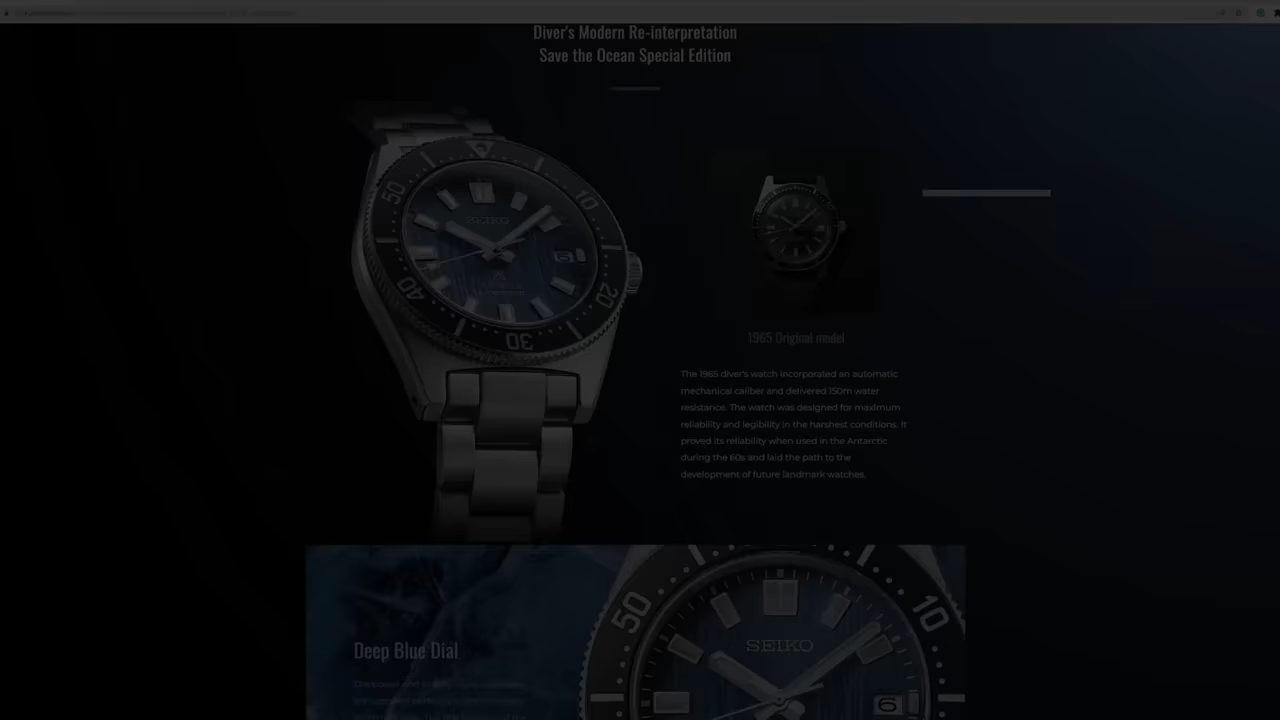 Diver's Modern Re-interpretation
Save the Ocean Special Edition
50
10
SEIKO
6
40
20
30
1965 Original model
The 1965 diver's watch incorporated an automatic
mechanical caliber and delivered 150m water
resistance. The watch was designed for maximum
reliability and legibility in the harshest conditions. It
proved its reliability when used in the Antarctic
during the 60s and laid the path to the
development of future landmark watches.
50
10
SEIKO
Deep Blue Dial
6